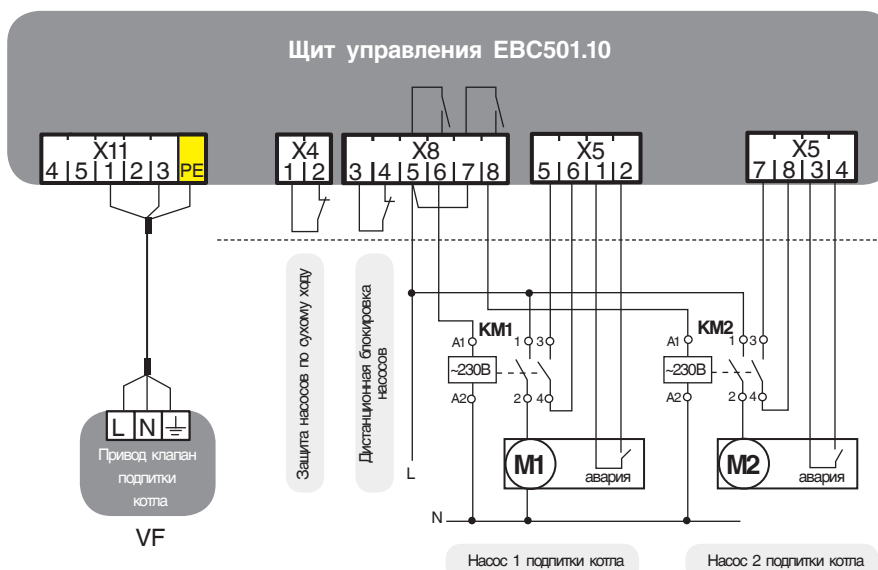 Щит управления ЕВС501.10
X11
4 5 1 2 3 PE
X4
1 2
X8
3 4 5 6 7 8
X5
5 6 1 2
X5
7 8 3 4
Защита насосов по сухому ходу
Дистанционная блокировка
насосов
KM1
A1
1 3
~230В
A2
2 4
KM2
A1
1 3
~230В
A2
2 4
L N
Привод клапан
подпитки
котла
VF
L
M1
авария
M2
авария
N
Насос 1 подпитки котла
Насос 2 подпитки котла